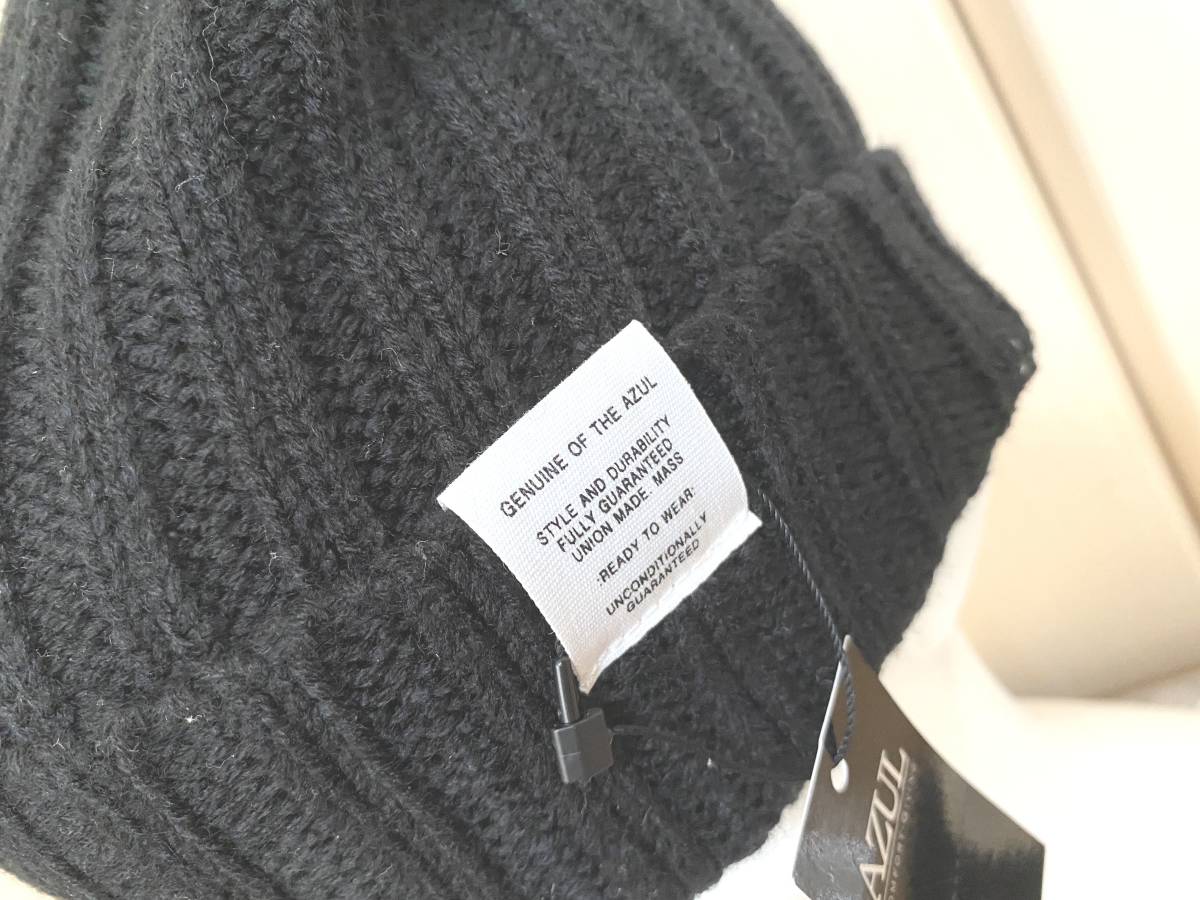 GENUINE OF THE AZUL
STYLE AND DURABILITY
FULLY GUARANTEED
UNION MADE. MASS
:READY TO WEAR:
UNCONDITIONALLY
GUARANTEED
AZUL